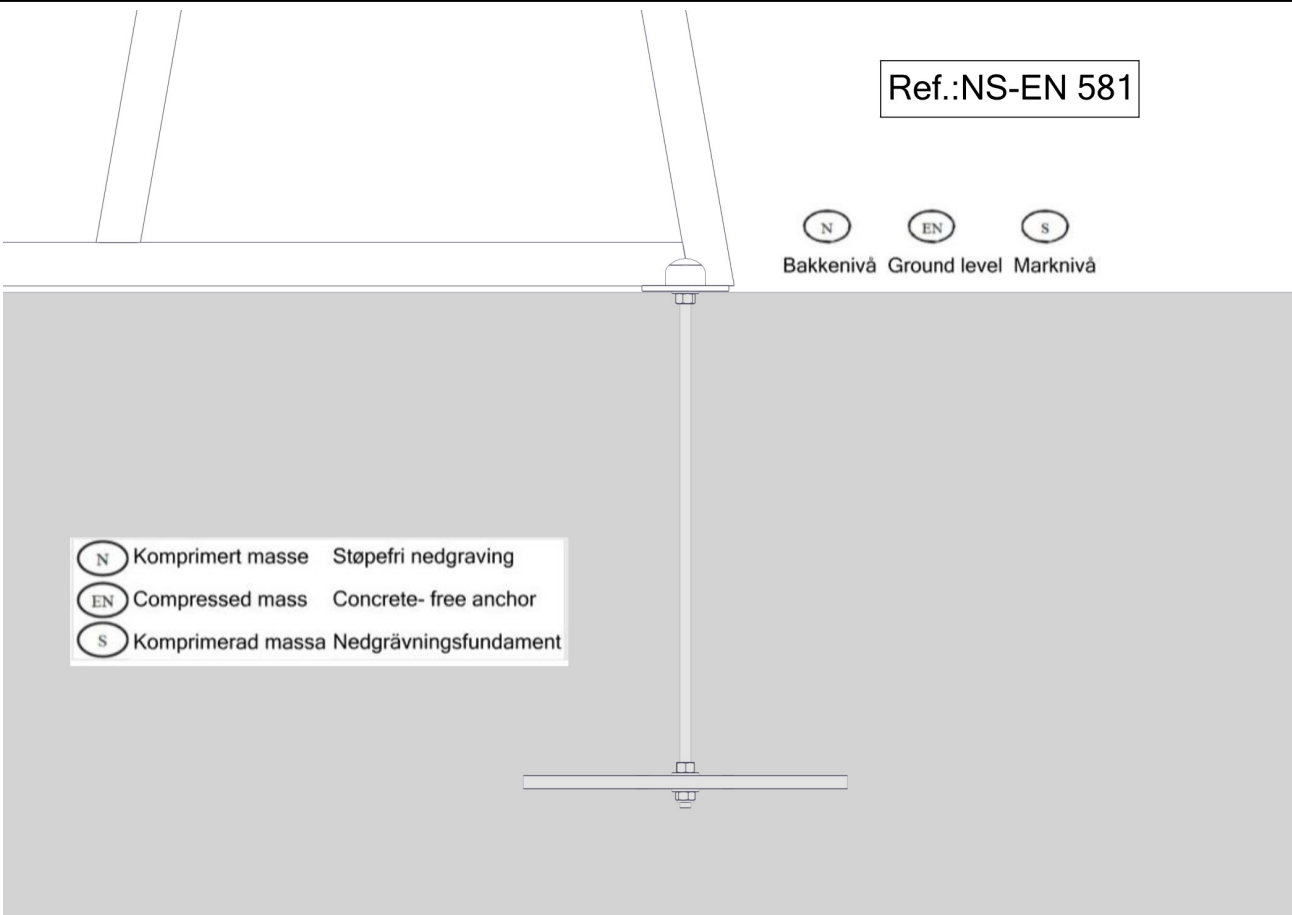 Ref.:NS-EN 581
N EN S
Bakkenivå Ground level Marknivå
N Komprimert masse Støpefri nedgraving
EN Compressed mass Concrete- free anchor
S Komprimerad massa Nedgrävningsfundament